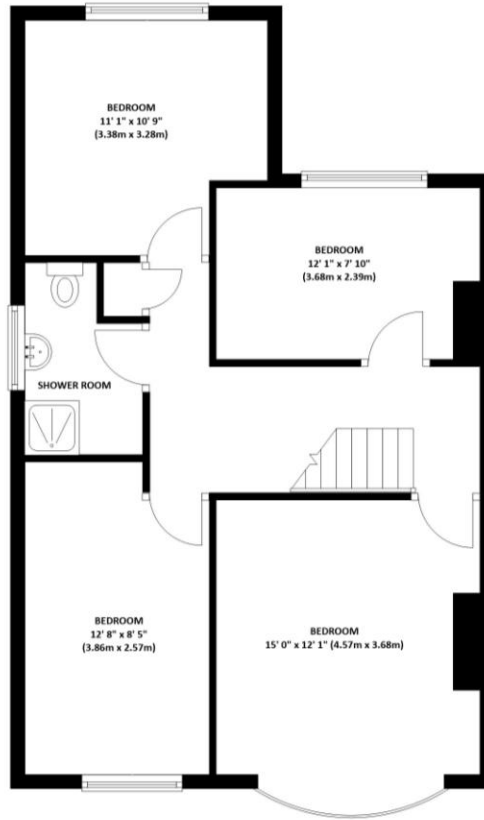 BEDROOM
11' 1" x 10' 9"
(3.38m x 3.28m)
BEDROOM
12' 1" x 7' 10"
(3.68m x 2.39m)
SHOWER ROOM
BEDROOM
12' 8" x 8' 5"
(3.86m x 2.57m)
BEDROOM
15' 0" x 12' 1" (4.57m x 3.68m)